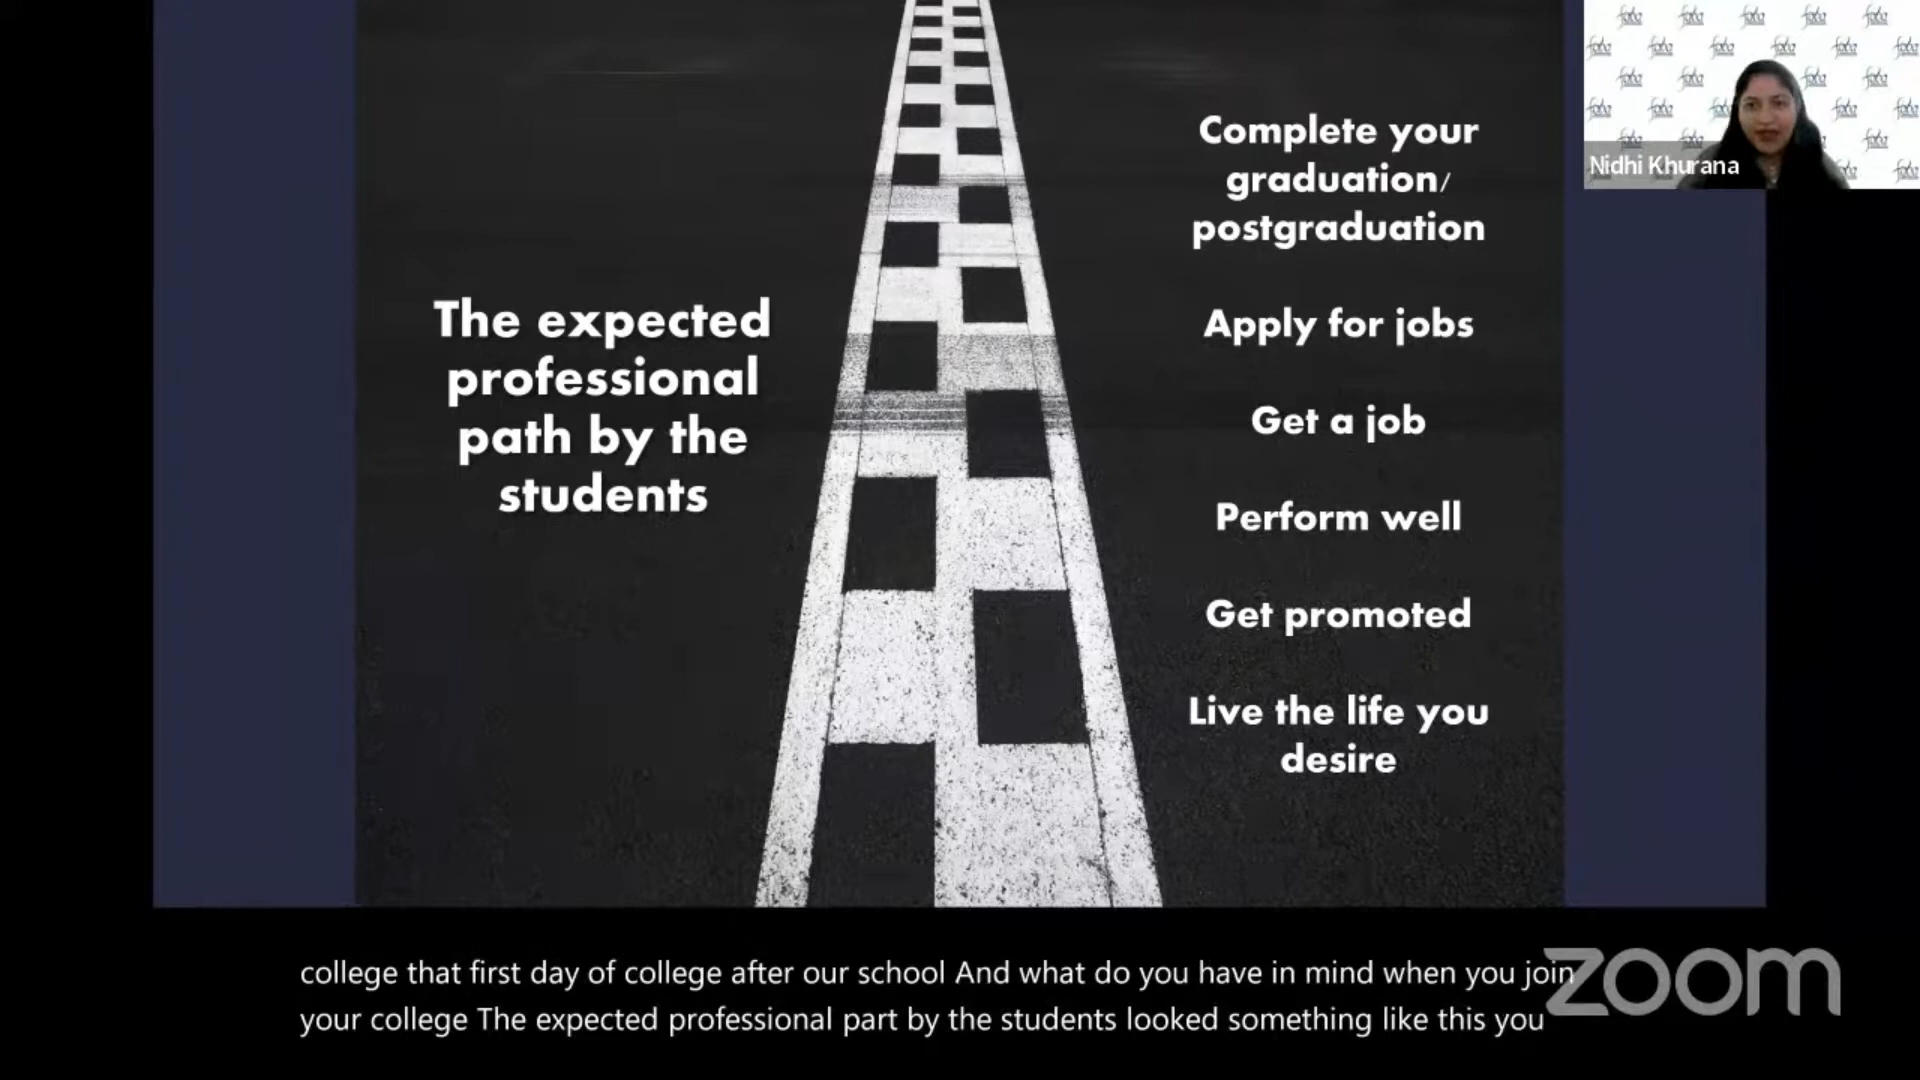 The expected
professional
path by the
students
Complete your
graduation/
postgraduation
Apply for jobs
Get a job
Perform well
Get promoted
Live the life you
desire
Nidhi Khurana
college that first day of college after our school And what do you have in mind when you join
your college The expected professional part by the students looked something like this you
zoom